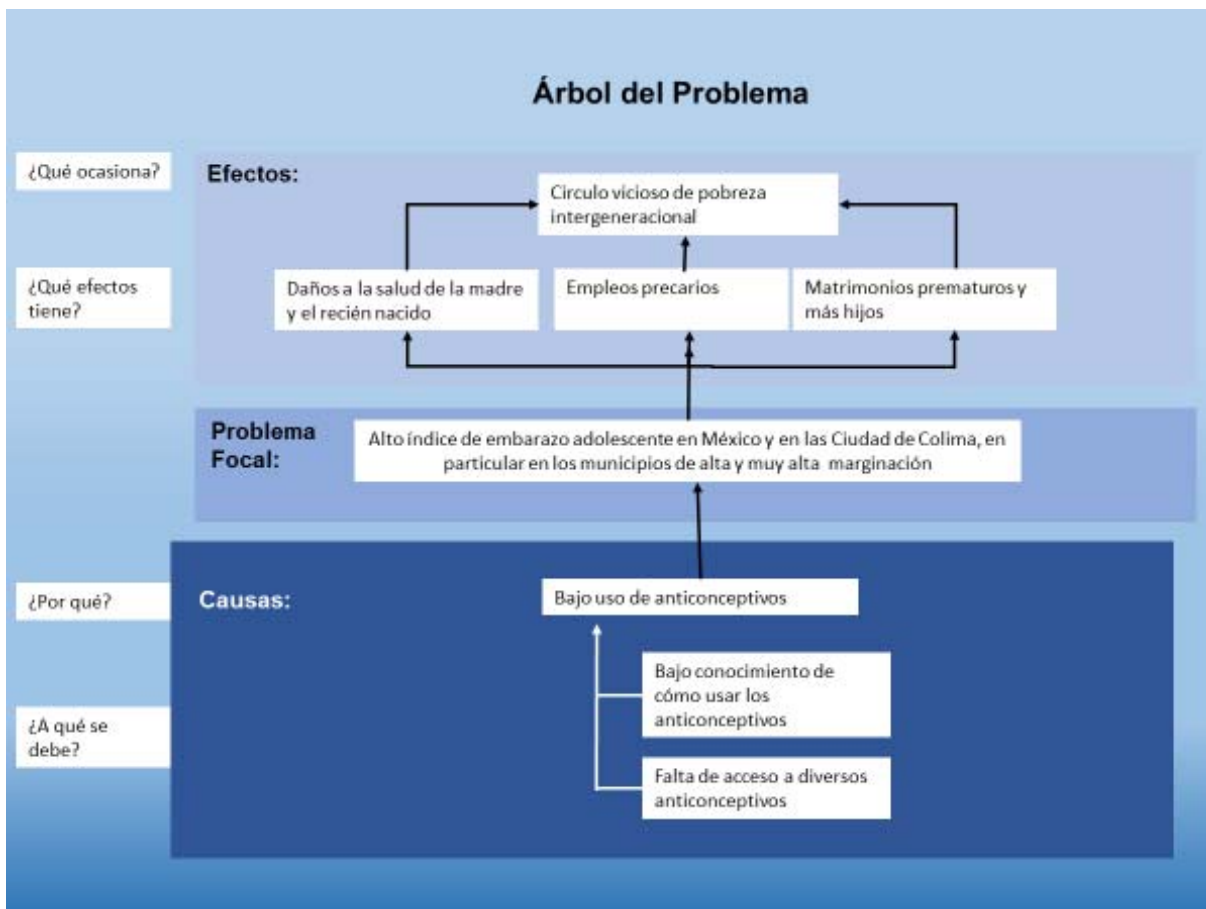 Árbol del Problema
¿Qué ocasiona?
Efectos:
Circulo vicioso de pobreza
intergeneracional
¿Qué efectos
tiene?
Daños a la salud de la madre
y el recién nacido
Empleos precarios
Matrimonios prematuros y
más hijos
Problema
Focal:
Alto índice de embarazo adolescente en México y en las Ciudad de Colima, en
particular en los municipios de alta y muy alta marginación
¿Por qué?
Causas:
Bajo uso de anticonceptivos
¿A qué se
debe?
Bajo conocimiento de
cómo usar los
anticonceptivos
Falta de acceso a diversos
anticonceptivos